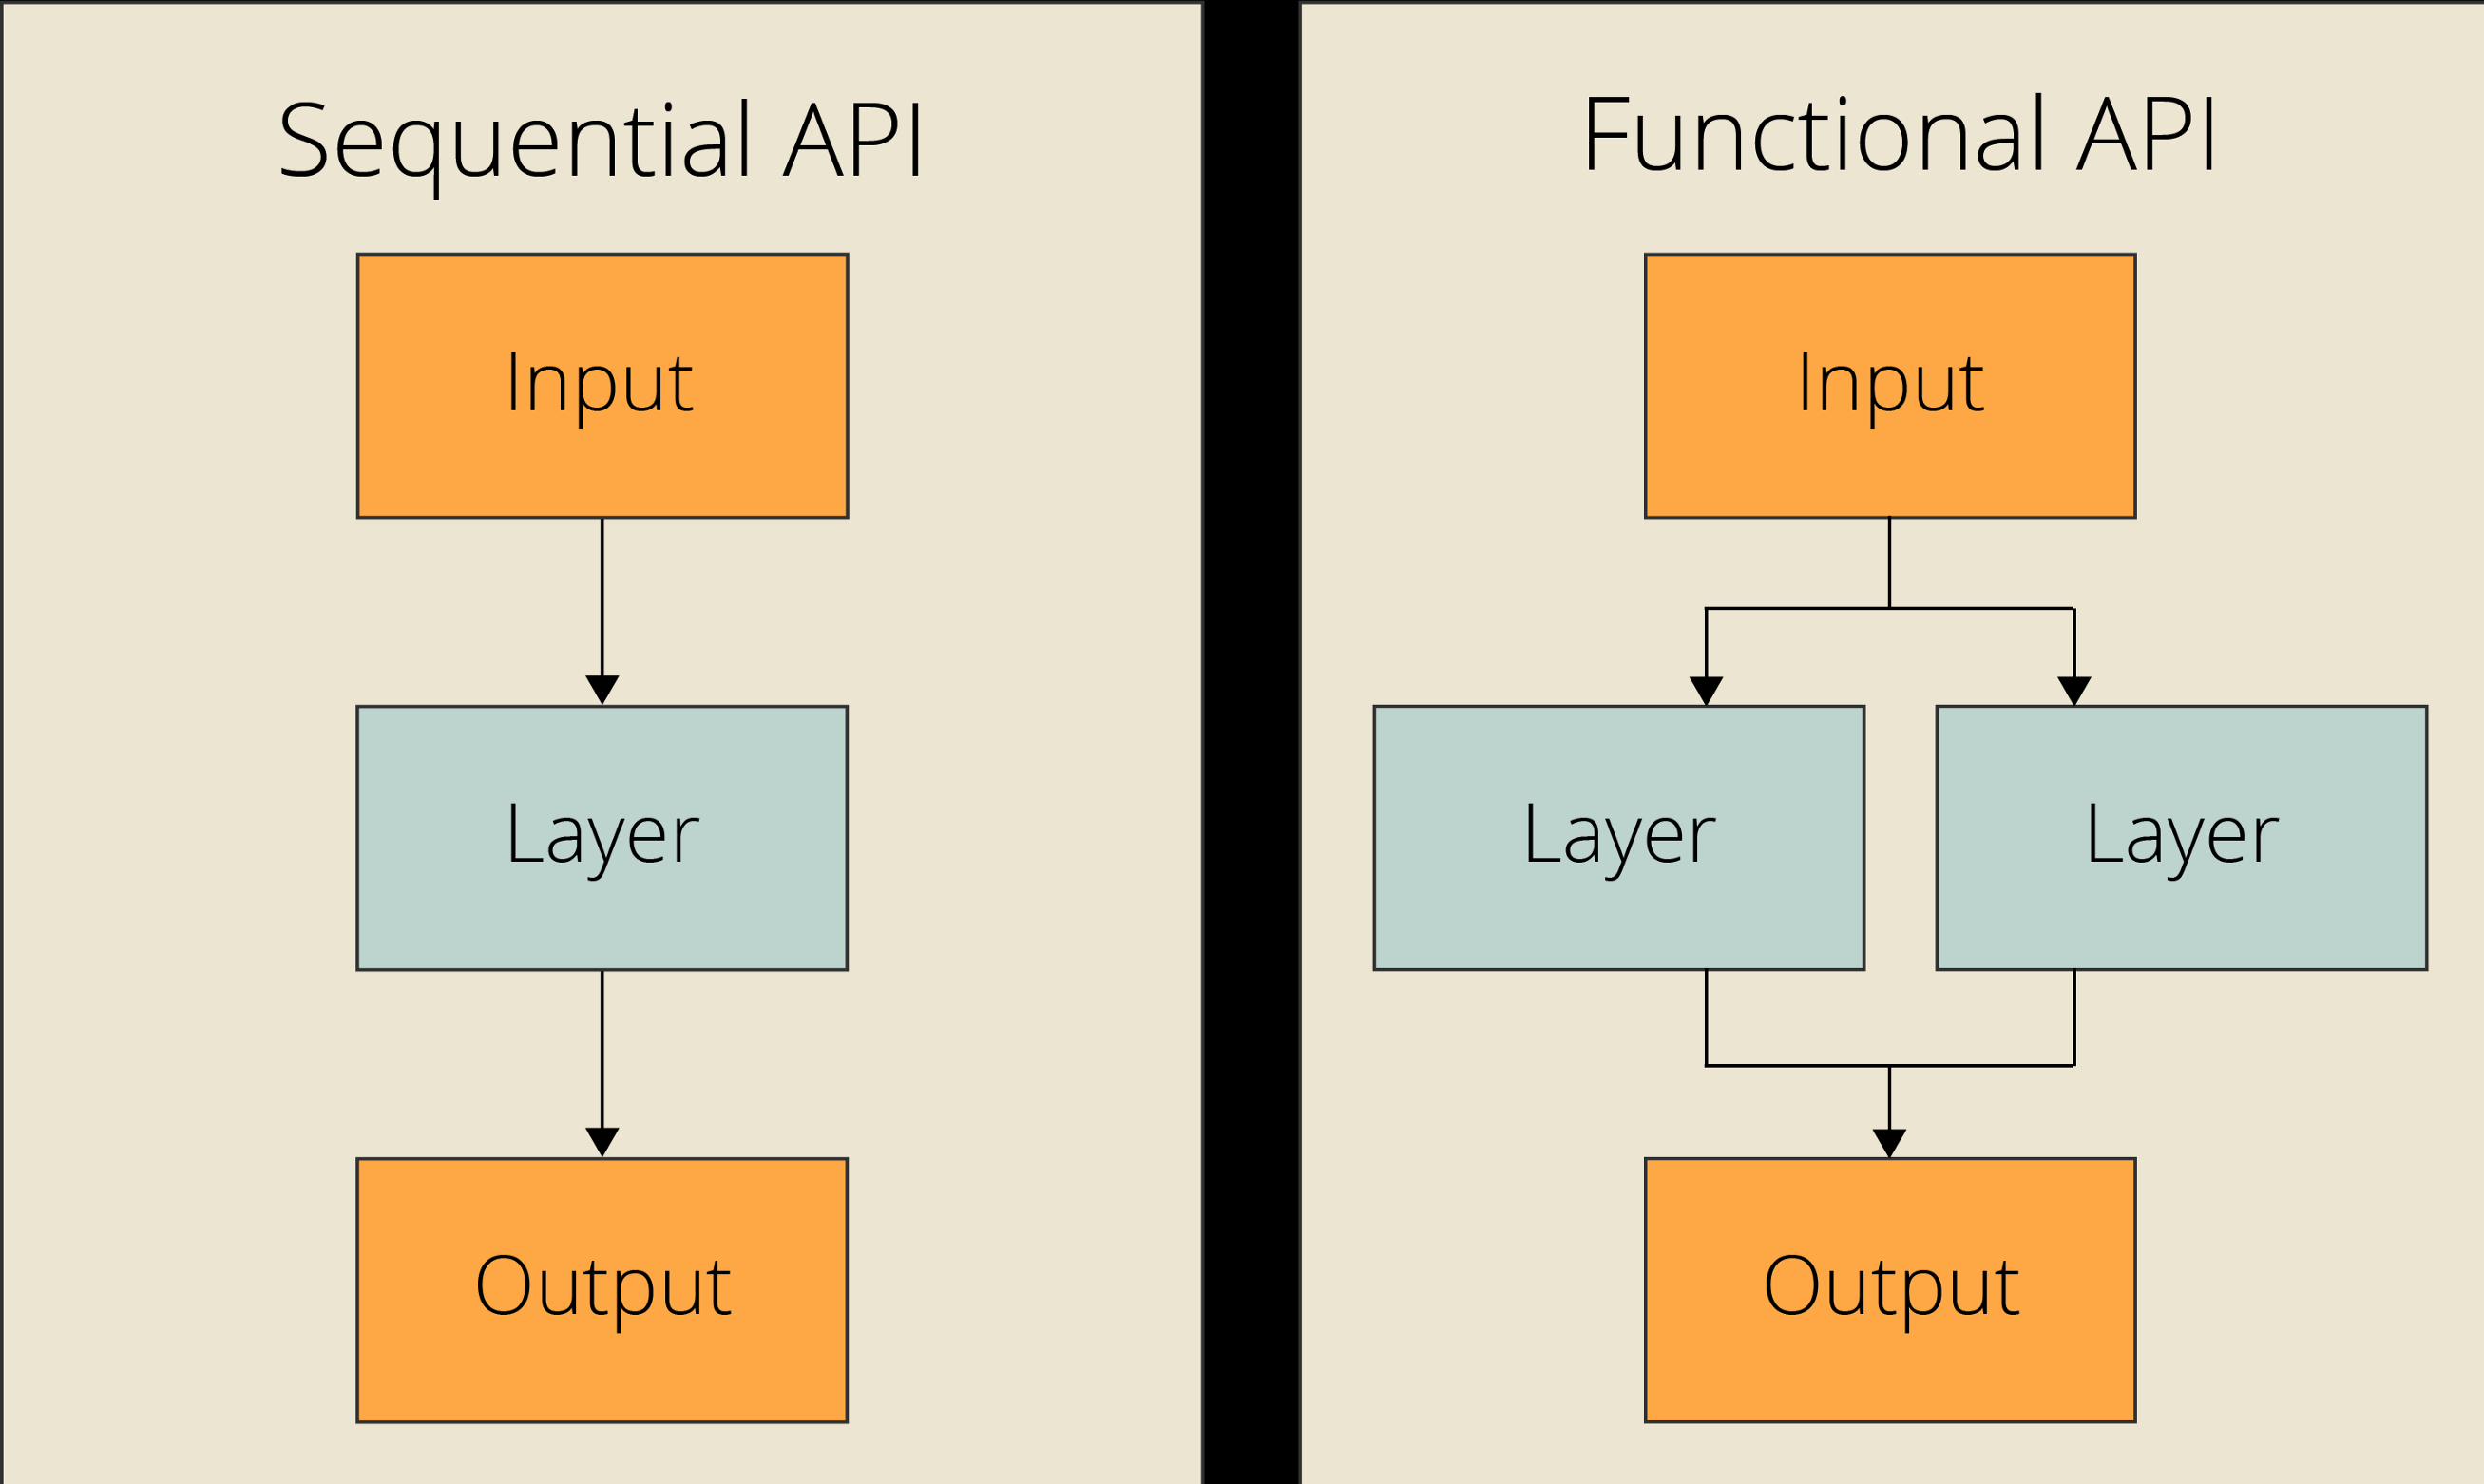 Sequential API
Input
Layer
Output
Functional API
Input
Layer
Layer
Output